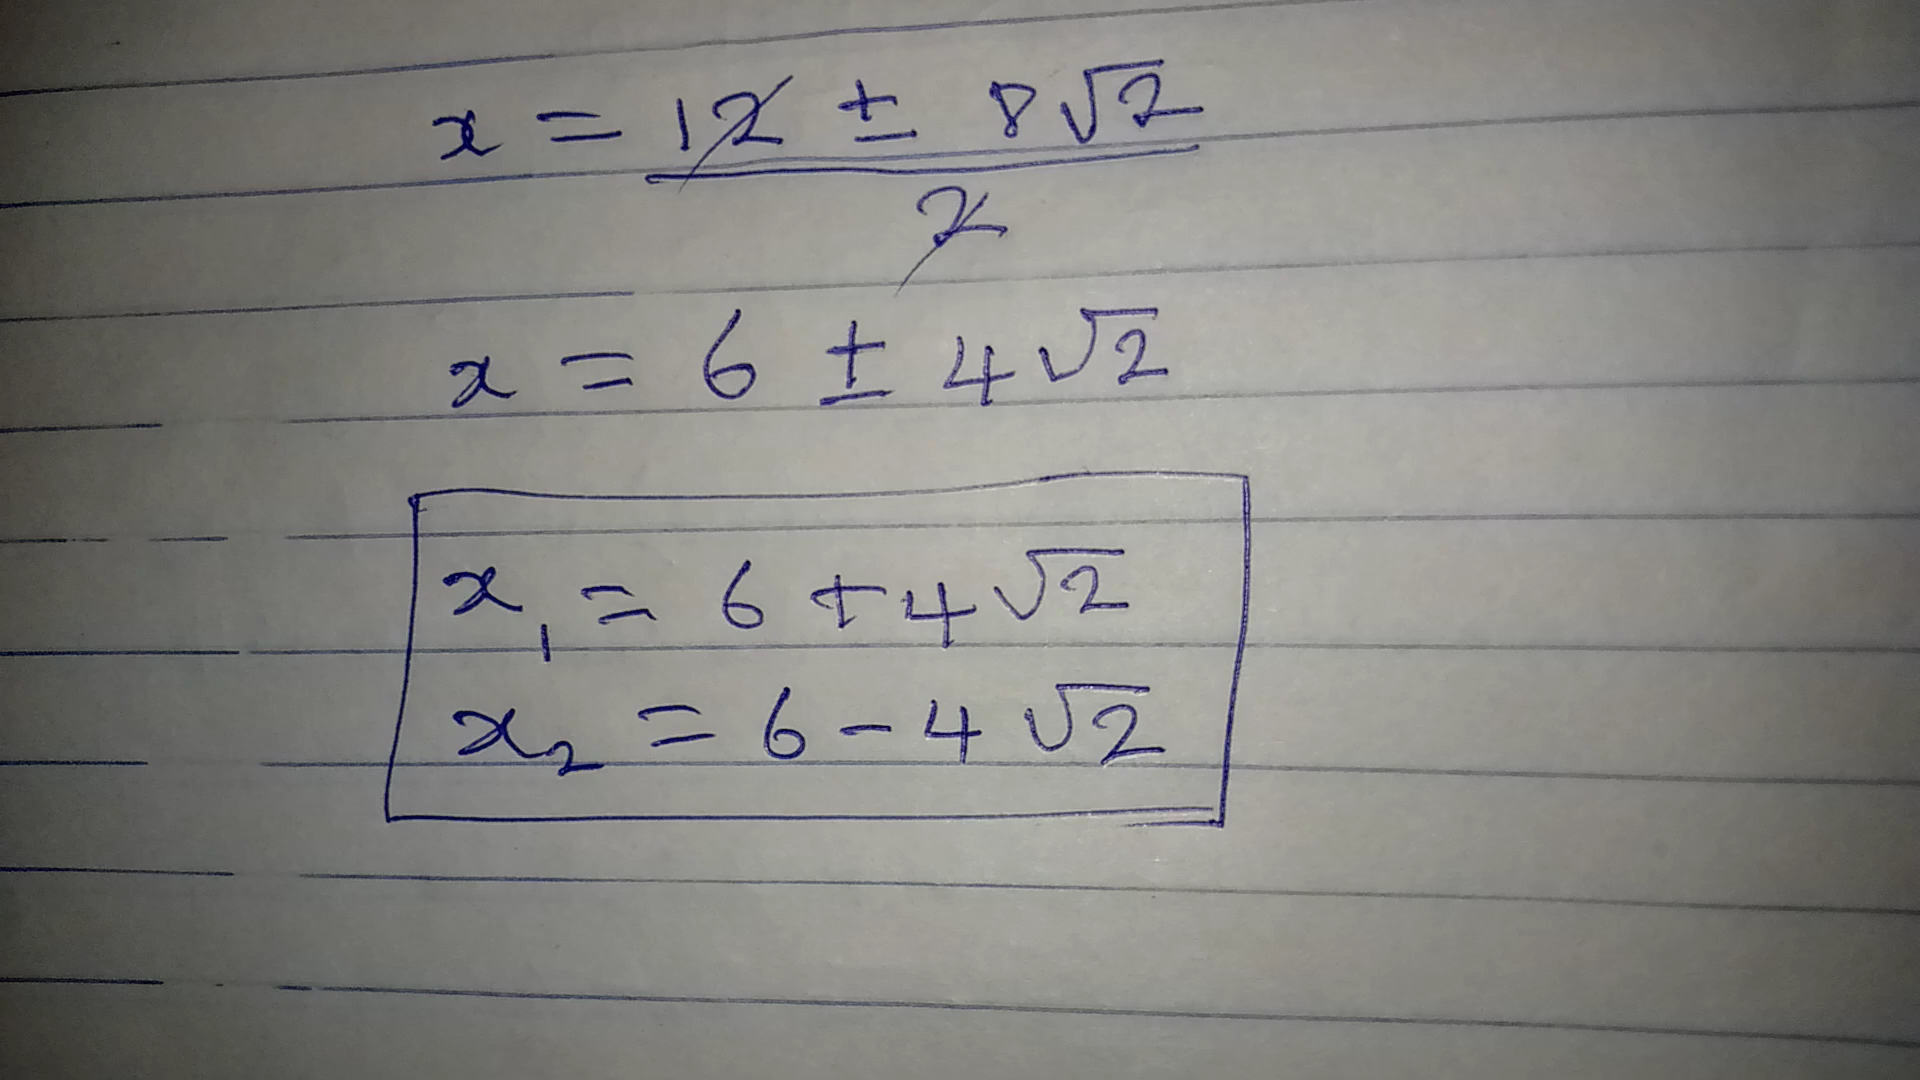 x = 12 ± 8√2
2
x = 6 ± 4√2
x₁ = 6 + 4√2
x₂ = 6 - 4√2